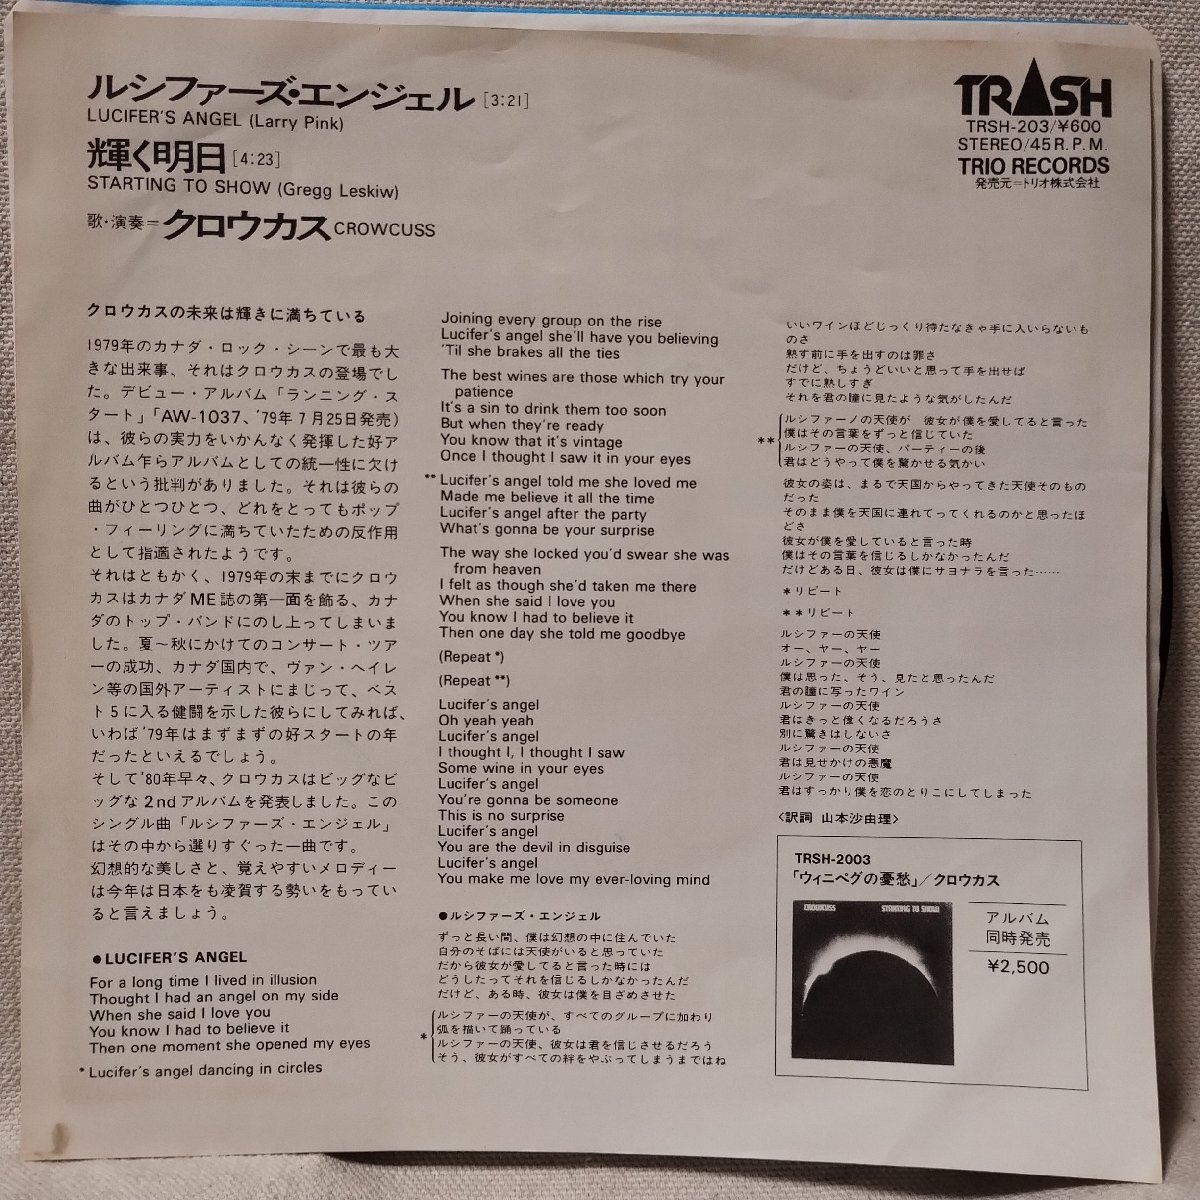 ルシファーズ・エンジェル [3:21]
LUCIFER'S ANGEL (Larry Pink)
輝く明日 [4:23]
STARTING TO SHOW (Gregg Leskiw)
歌・演奏=クロウカス CROWCUSS
TRASH
TRSH-203/¥600
STEREO/45 R.P.M.
TRIO RECORDS
発売元=トリオ株式会社
クロウカスの未来は輝きに満ちている
1979年のカナダ・ロック・シーンで最も大
きな出来事、それはクロウカスの登場でし
た。デビュー・アルバム「ランニング・ス
タート」「AW-1037、'79年7月25日発売)
は、彼らの実力をいかんなく発揮した好ア
ルバム乍らアルバムとしての統一性に欠け
るという批判がありました。それは彼らの
曲がひとつひとつ、どれをとってもポップ
・フィーリングに満ちていたための反作用
として指適されたようです。
それはともかく、1979年の末までにクロウ
カスはカナダME誌の第一面を飾る、カナ
ダのトップ・バンドにのし上ってしまいま
した。夏～秋にかけてのコンサート・ツア
ーの成功、カナダ国内で、ヴァン・ヘイレ
ン等の国外アーティストにまじって、ベス
ト5に入る健闘を示した彼らにしてみれば、
いわば'79年はまずまずの好スタートの年
だったといえるでしょう。
そして'80年早々、クロウカスはビッグなビ
ッグな2ndアルバムを発表しました。この
シングル曲「ルシファーズ・エンジェル」
はその中から選りすぐった一曲です。
幻想的な美しさと、覚えやすいメロディー
は今年は日本をも凌賀する勢いをもってい
ると言えましょう。
●LUCIFER'S ANGEL
For a long time I lived in illusion
Thought I had an angel on my side
When she said I love you
You know I had to believe it
Then one moment she opened my eyes
* Lucifer's angel dancing in circles
Joining every group on the rise
Lucifer's angel she'll have you believing
'Til she brakes all the ties
The best wines are those which try your
patience
It's a sin to drink them too soon
But when they're ready
You know that it's vintage
Once I thought I saw it in your eyes
** Lucifer's angel told me she loved me
Made me believe it all the time
Lucifer's angel after the party
What's gonna be your surprise
The way she locked you'd swear she was
from heaven
I felt as though she'd taken me there
When she said I love you
You know I had to believe it
Then one day she told me goodbye
(Repeat *)
(Repeat **)
Lucifer's angel
Oh yeah yeah
Lucifer's angel
I thought I, I thought I saw
Some wine in your eyes
Lucifer's angel
You're gonna be someone
This is no surprise
Lucifer's angel
You are the devil in disguise
Lucifer's angel
You make me love my ever-loving mind
●ルシファーズ・エンジェル
ずっと長い間、僕は幻想の中に住んでいた
自分のそばには天使がいると思っていた
だから彼女が愛してると言った時には
どうしたってそれを信じるしかなかったんだ
だけど、ある時、彼女は僕を目ざめさせた
* ルシファーの天使が、すべてのグループに加わり
弧を描いて踊っている
ルシファーの天使、彼女は君を信じさせるだろう
そう、彼女がすべての絆をやぶってしまうまではね
いいワインほどじっくり待たなきゃ手に入いらないも
のさ
熟す前に手を出すのは罪さ
だけど、ちょうどいいと思って手を出せば
すでに熟しすぎ
それを君の瞳に見たような気がしたんだ
** ルシファーノの天使が 彼女が僕を愛してると言った
僕はその言葉をずっと信じていた
ルシファーの天使、パーティーの後
君はどうやって僕を驚かせる気かい
彼女の姿は、まるで天国からやってきた天使そのもの
だった
そのまま僕を天国に連れてってくれるのかと思ったほ
どさ
彼女が僕を愛していると言った時
僕はその言葉を信じるしかなかったんだ
だけどある日、彼女は僕にサヨナラを言った……
*リピート
**リピート
ルシファーの天使
オー、ヤー、ヤー
ルシファーの天使
僕は思った、そう、見たと思ったんだ
君の瞳に写ったワイン
ルシファーの天使
君はきっと偉くなるだろうさ
別に驚きはしないさ
ルシファーの天使
君は見せかけの悪魔
ルシファーの天使
君はすっかり僕を恋のとりこにしてしまった
〈訳詞 山本沙由理〉
TRSH-2003
「ウィニペグの憂愁」/クロウカス
CROWCUSS STARTING TO SHOW
アルバム
同時発売
¥2,500